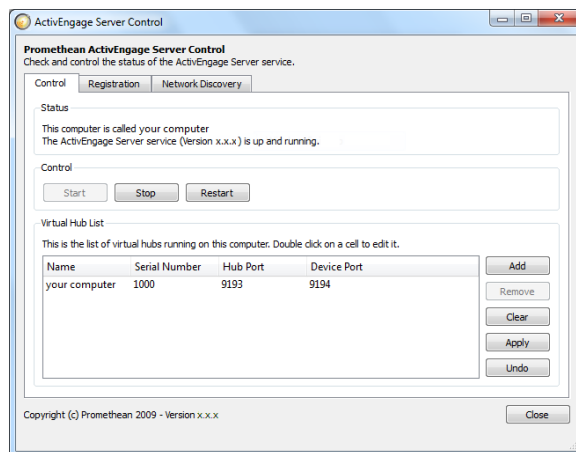 ActivEngage Server Control
Promethean ActivEngage Server Control
Check and control the status of the ActivEngage Server service.
Control Registration Network Discovery
Status
This computer is called your computer
The ActivEngage Server service (Version x.x.x) is up and running.
Control
Start Stop Restart
Virtual Hub List
This is the list of virtual hubs running on this computer. Double click on a cell to edit it.
Name Serial Number Hub Port Device Port Add
your computer 1000 9193 9194
Remove
Clear
Apply
Undo
Copyright (c) Promethean 2009 - Version x.x.x Close